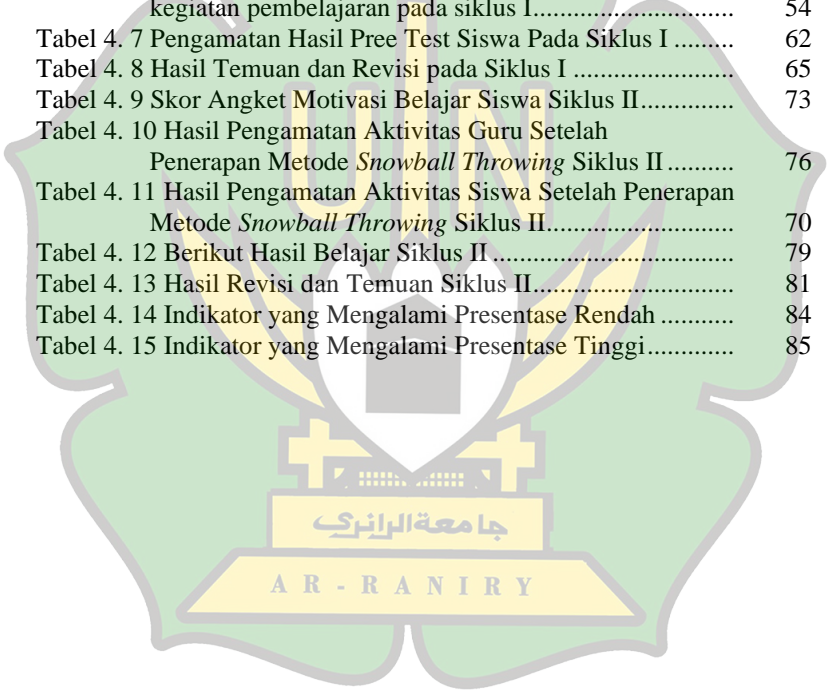 kegiatan pembelajaran pada siklus I............................ 54
Tabel 4. 7 Pengamatan Hasil Pree Test Siswa Pada Siklus I ......... 62
Tabel 4. 8 Hasil Temuan dan Revisi pada Siklus I ....................... 65
Tabel 4. 9 Skor Angket Motivasi Belajar Siswa Siklus II.............. 73
Tabel 4. 10 Hasil Pengamatan Aktivitas Guru Setelah
Penerapan Metode Snowball Throwing Siklus II .......... 76
Tabel 4. 11 Hasil Pengamatan Aktivitas Siswa Setelah Penerapan
Metode Snowball Throwing Siklus II........................... 70
Tabel 4. 12 Berikut Hasil Belajar Siklus II ................................... 79
Tabel 4. 13 Hasil Revisi dan Temuan Siklus II............................. 81
Tabel 4. 14 Indikator yang Mengalami Presentase Rendah ........... 84
Tabel 4. 15 Indikator yang Mengalami Presentase Tinggi............. 85
UIN
جامعةالرانري
AR-RANIRY